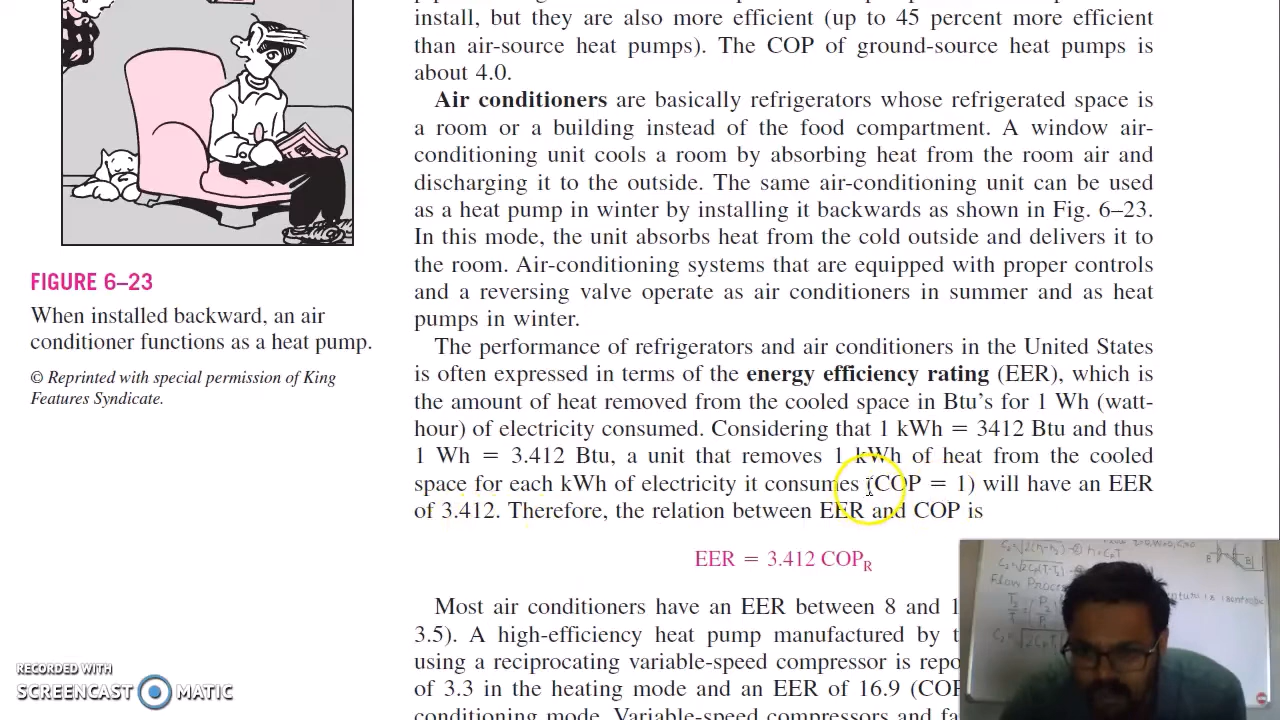 install, but they are also more efficient (up to 45 percent more efficient
than air-source heat pumps). The COP of ground-source heat pumps is
about 4.0.
Air conditioners are basically refrigerators whose refrigerated space is
a room or a building instead of the food compartment. A window air-
conditioning unit cools a room by absorbing heat from the room air and
discharging it to the outside. The same air-conditioning unit can be used
as a heat pump in winter by installing it backwards as shown in Fig. 6–23.
In this mode, the unit absorbs heat from the cold outside and delivers it to
the room. Air-conditioning systems that are equipped with proper controls
and a reversing valve operate as air conditioners in summer and as heat
pumps in winter.
The performance of refrigerators and air conditioners in the United States
is often expressed in terms of the energy efficiency rating (EER), which is
the amount of heat removed from the cooled space in Btu's for 1 Wh (watt-
hour) of electricity consumed. Considering that 1 kWh = 3412 Btu and thus
1 Wh = 3.412 Btu, a unit that removes 1 kWh of heat from the cooled
space for each kWh of electricity it consumes (COP = 1) will have an EER
of 3.412. Therefore, the relation between EER and COP is
EER = 3.412 COPR
Most air conditioners have an EER between 8 and 1
3.5). A high-efficiency heat pump manufactured by t
using a reciprocating variable-speed compressor is repo
of 3.3 in the heating mode and an EER of 16.9 (COP
conditioning mode. Variable-speed compressors and fa
FIGURE 6–23
When installed backward, an air
conditioner functions as a heat pump.
© Reprinted with special permission of King
Features Syndicate.
RECORDED WITH
SCREENCAST MATIC
Flow Proces